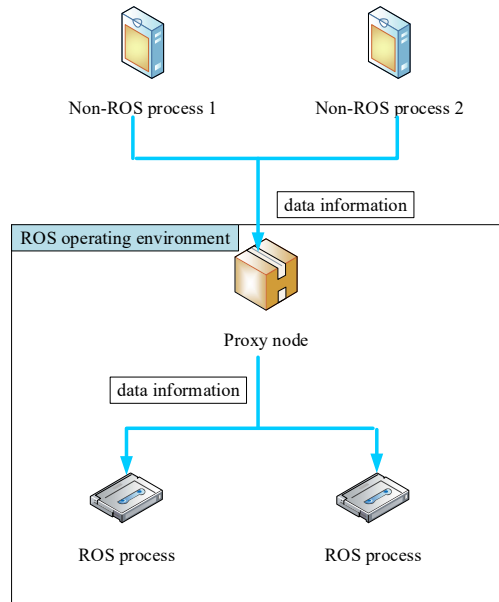 Non-ROS process 1
Non-ROS process 2
data information
ROS operating environment
Proxy node
data information
ROS process
ROS process